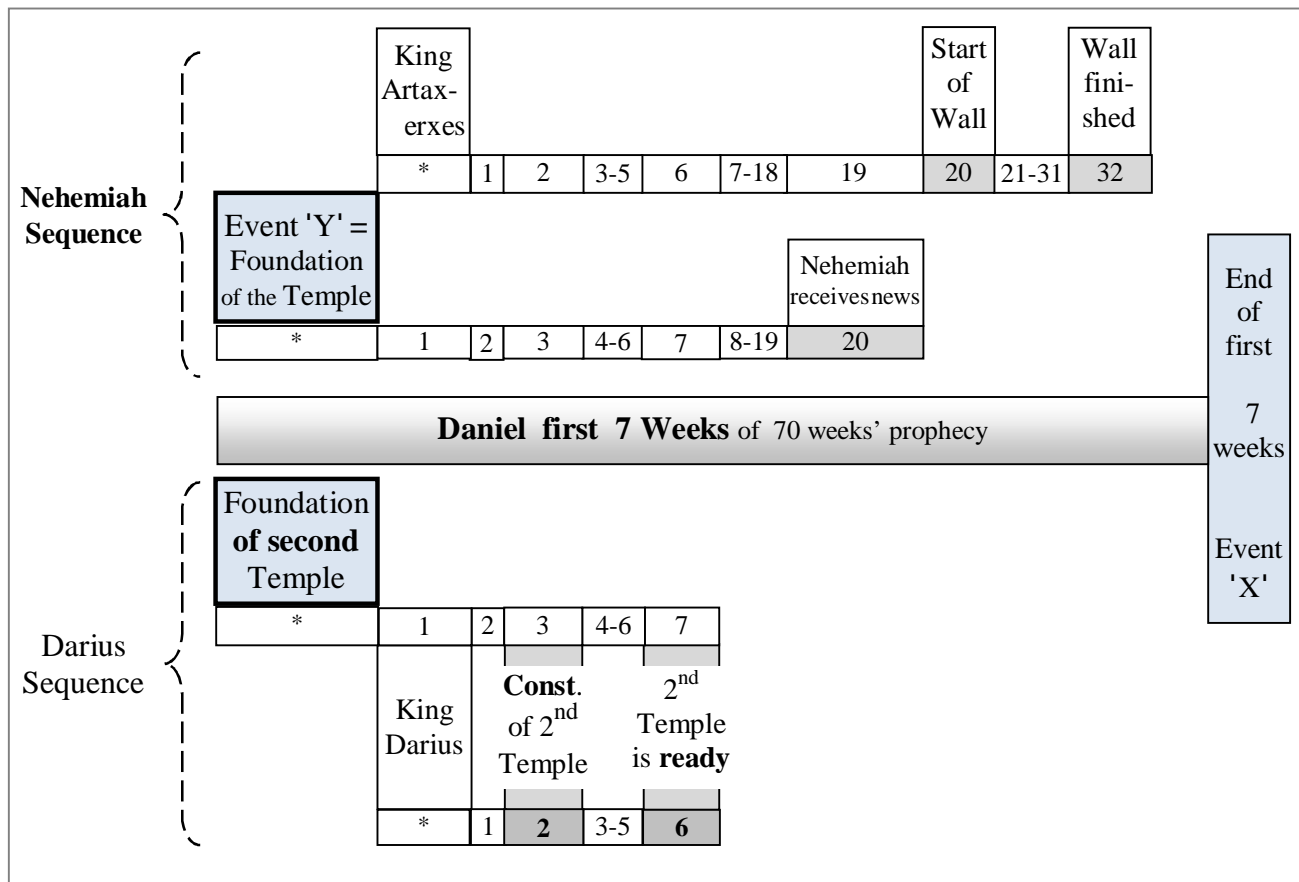 King
Artax-
erxes
Start
of
Wall
Wall
fini-
shed
* 1 2 3-5 6 7-18 19 20 21-31 32
Nehemiah
Sequence
Event 'Y' =
Foundation
of the Temple
Nehemiah
receives news
* 1 2 3 4-6 7 8-19 20
End
of
first
7
weeks
Event
'X'
Daniel first 7 Weeks of 70 weeks’ prophecy
Foundation
of second
Temple
* 1 2 3 4-6 7
Darius
Sequence
King
Darius
Const.
of 2nd
Temple
2nd
Temple
is ready
* 1 2 3-5 6